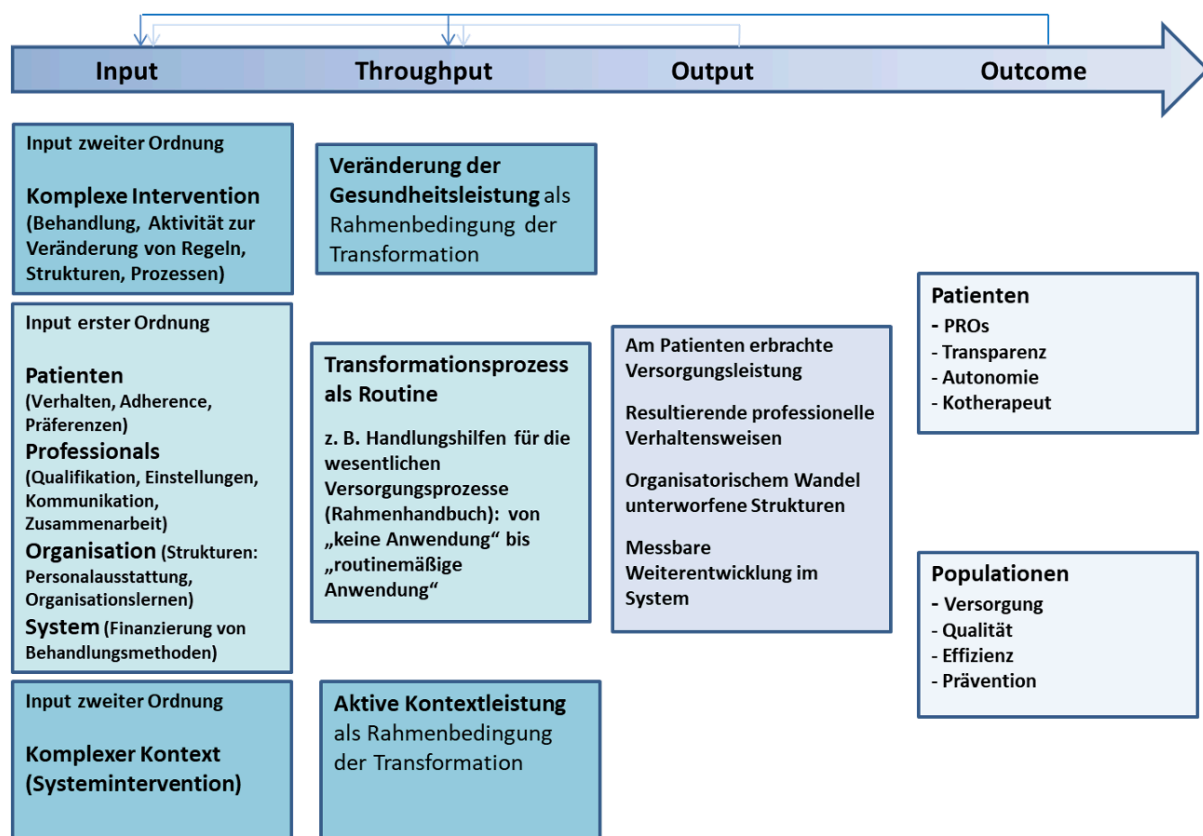 Input
Throughput
Output
Outcome
Input zweiter Ordnung
Komplexe Intervention
(Behandlung, Aktivität zur
Veränderung von Regeln,
Strukturen, Prozessen)
Input erster Ordnung
Patienten
(Verhalten, Adherence,
Präferenzen)
Professionals
(Qualifikation, Einstellungen,
Kommunikation,
Zusammenarbeit)
Organisation (Strukturen:
Personalausstattung,
Organisationslernen)
System (Finanzierung von
Behandlungsmethoden)
Input zweiter Ordnung
Komplexer Kontext
(Systemintervention)
Veränderung der
Gesundheitsleistung als
Rahmenbedingung der
Transformation
Transformationsprozess
als Routine
z. B. Handlungshilfen für die
wesentlichen
Versorgungsprozesse
(Rahmenhandbuch): von
„keine Anwendung“ bis
„routinemäßige
Anwendung“
Aktive Kontextleistung
als Rahmenbedingung
der Transformation
Am Patienten erbrachte
Versorgungsleistung
Resultierende professionelle
Verhaltensweisen
Organisatorischem Wandel
unterworfene Strukturen
Messbare
Weiterentwicklung im
System
Patienten
- PROs
- Transparenz
- Autonomie
- Kotherapeut
Populationen
- Versorgung
- Qualität
- Effizienz
- Prävention